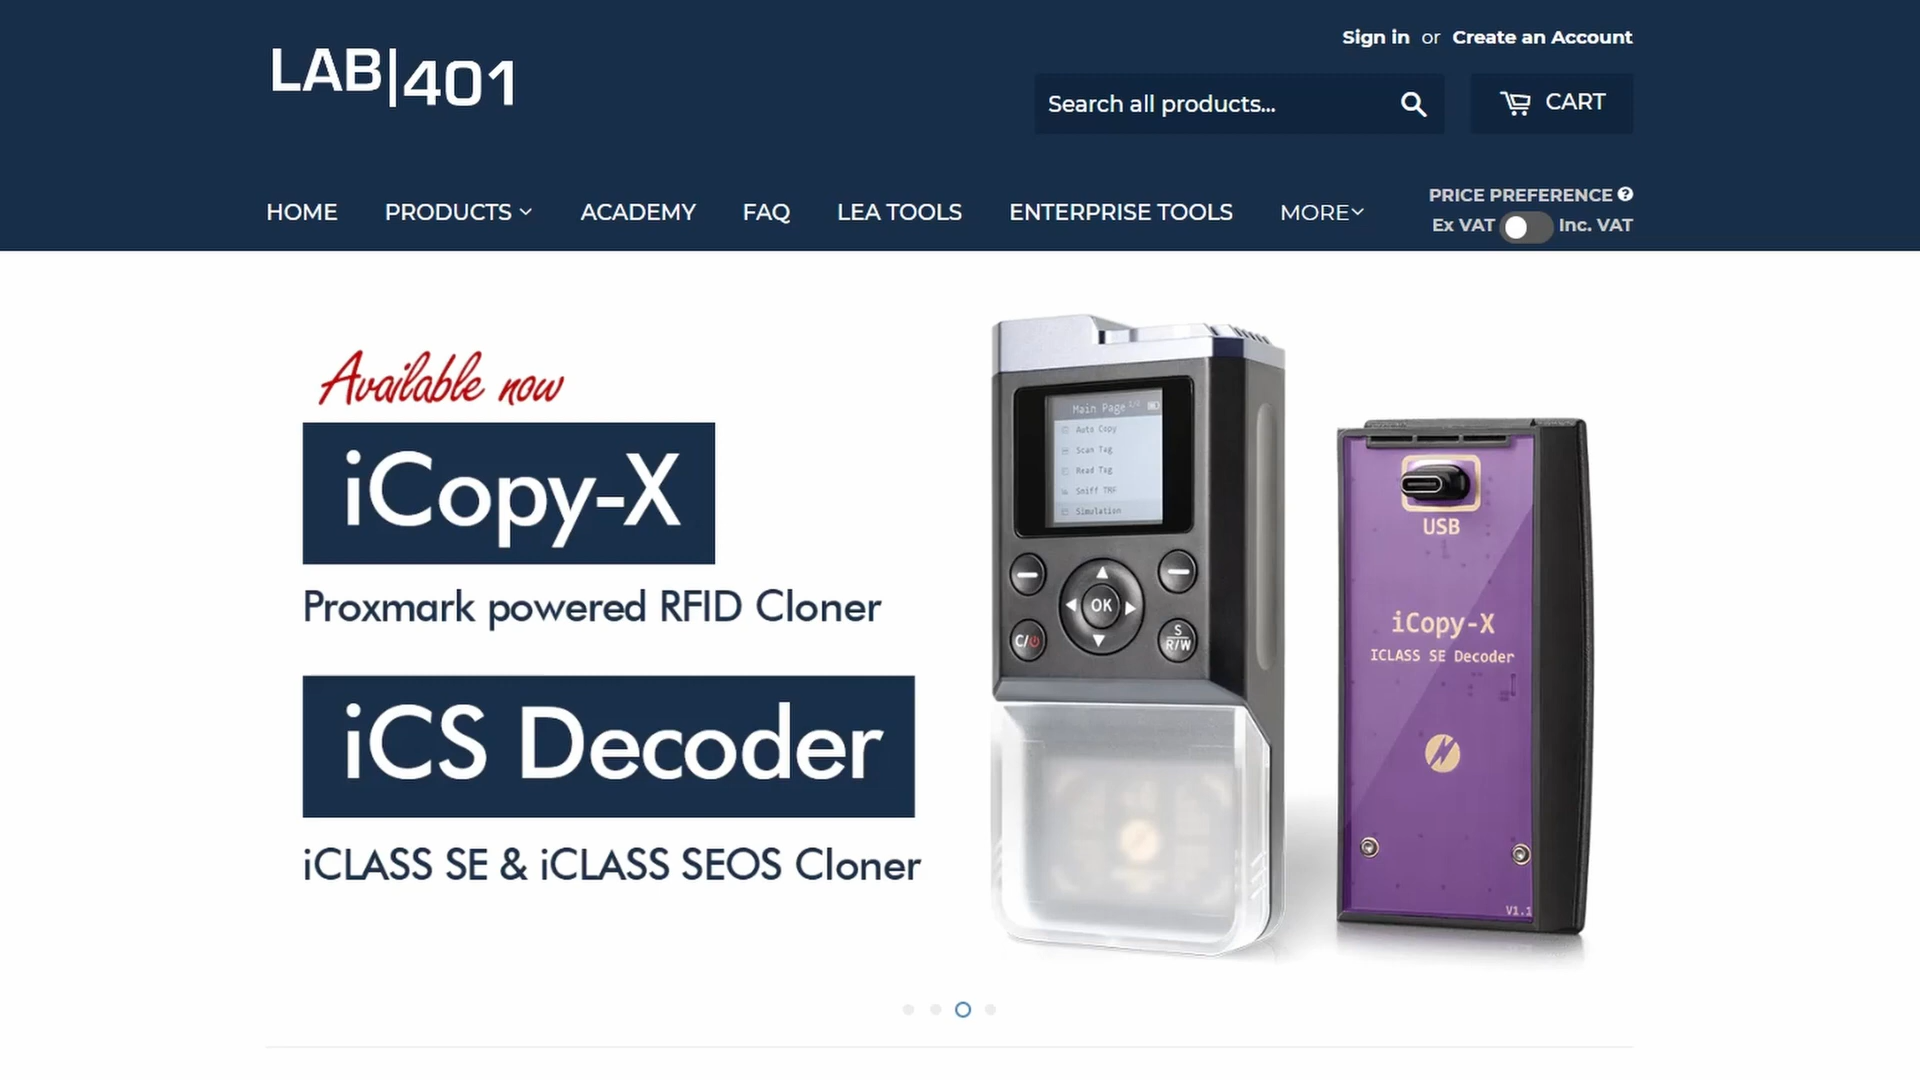 LAB|401
Sign in or Create an Account
Search all products...
CART
HOME
PRODUCTS
ACADEMY
FAQ
LEA TOOLS
ENTERPRISE TOOLS
MORE
PRICE PREFERENCE ?
Ex VAT
Inc. VAT
Available now
iCopy-X
Proxmark powered RFID Cloner
iCS Decoder
iCLASS SE & iCLASS SEOS Cloner
Main Page
Auto Copy
Scan Tag
Read Tag
Sniff TRF
Simulation
OK
C/
S
R/W
USB
iCopy-X
ICLASS SE Decoder
V1.1